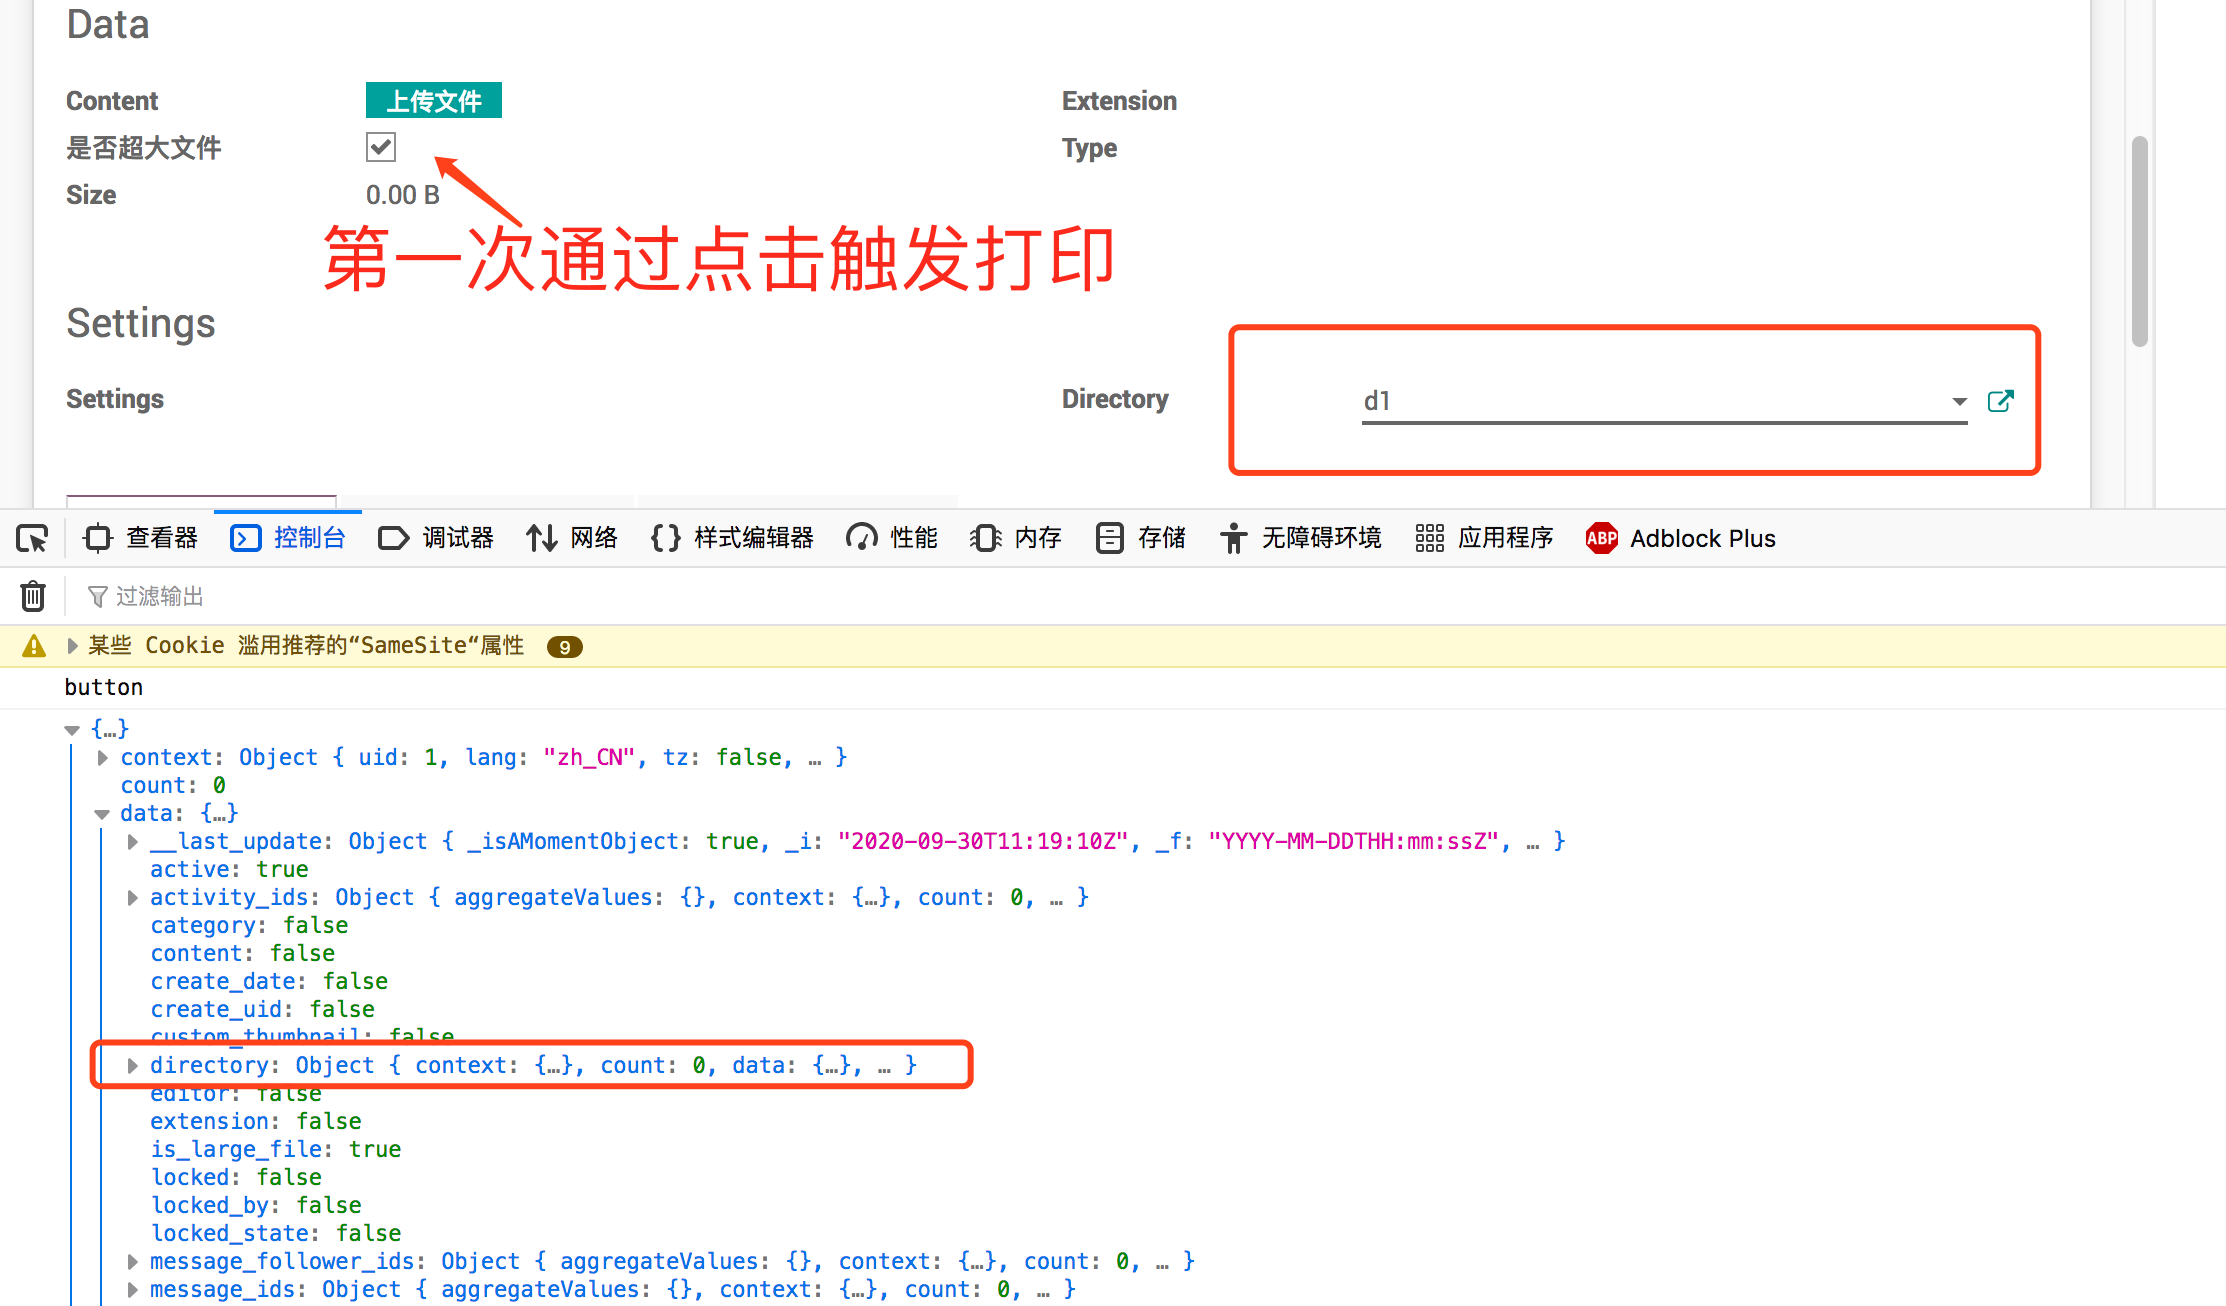 Data
Content 上传文件 Extension
是否超大文件 Type
Size 0.00 B
第一次通过点击触发打印
Settings
Settings Directory d1
查看器 控制台 调试器 网络 样式编辑器 性能 内存 存储 无障碍环境 应用程序 ABP Adblock Plus
过滤输出
某些 Cookie 滥用推荐的“SameSite“属性 9
button
{…}
context: Object { uid: 1, lang: "zh_CN", tz: false, … }
count: 0
data: {…}
__last_update: Object { _isAMomentObject: true, _i: "2020-09-30T11:19:10Z", _f: "YYYY-MM-DDTHH:mm:ssZ", … }
active: true
activity_ids: Object { aggregateValues: {}, context: {…}, count: 0, … }
category: false
content: false
create_date: false
create_uid: false
custom_thumbnail: false
directory: Object { context: {…}, count: 0, data: {…}, … }
editor: false
extension: false
is_large_file: true
locked: false
locked_by: false
locked_state: false
message_follower_ids: Object { aggregateValues: {}, context: {…}, count: 0, … }
message_ids: Object { aggregateValues: {}, context: {…}, count: 0, … }